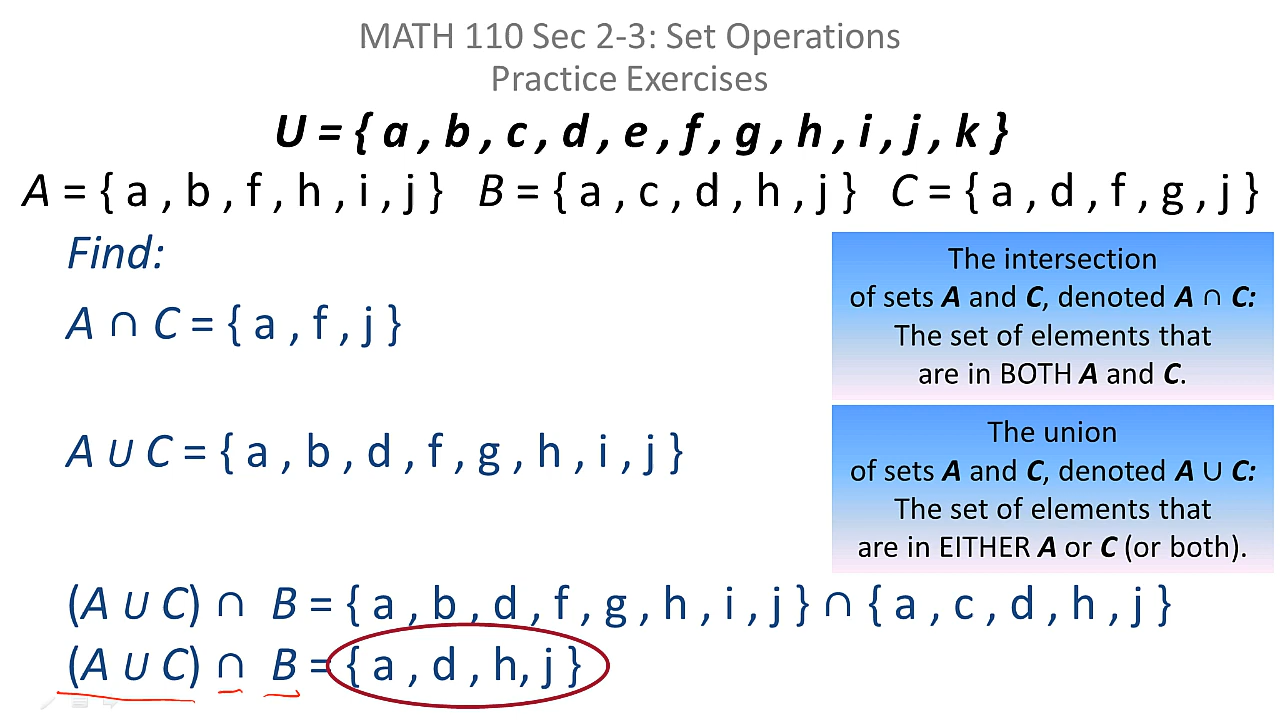 MATH 110 Sec 2-3: Set Operations
Practice Exercises
U = { a , b , c , d , e , f , g , h , i , j , k }
A = { a , b , f , h , i , j } B = { a , c , d , h , j } C = { a , d , f , g , j }
Find:
A ∩ C = { a , f , j }
A ∪ C = { a , b , d , f , g , h , i , j }
(A ∪ C) ∩ B = { a , b , d , f , g , h , i , j } ∩ { a , c , d , h , j }
(A ∪ C) ∩ B = { a , d , h, j }
The intersection
of sets A and C, denoted A ∩ C:
The set of elements that
are in BOTH A and C.
The union
of sets A and C, denoted A ∪ C:
The set of elements that
are in EITHER A or C (or both).